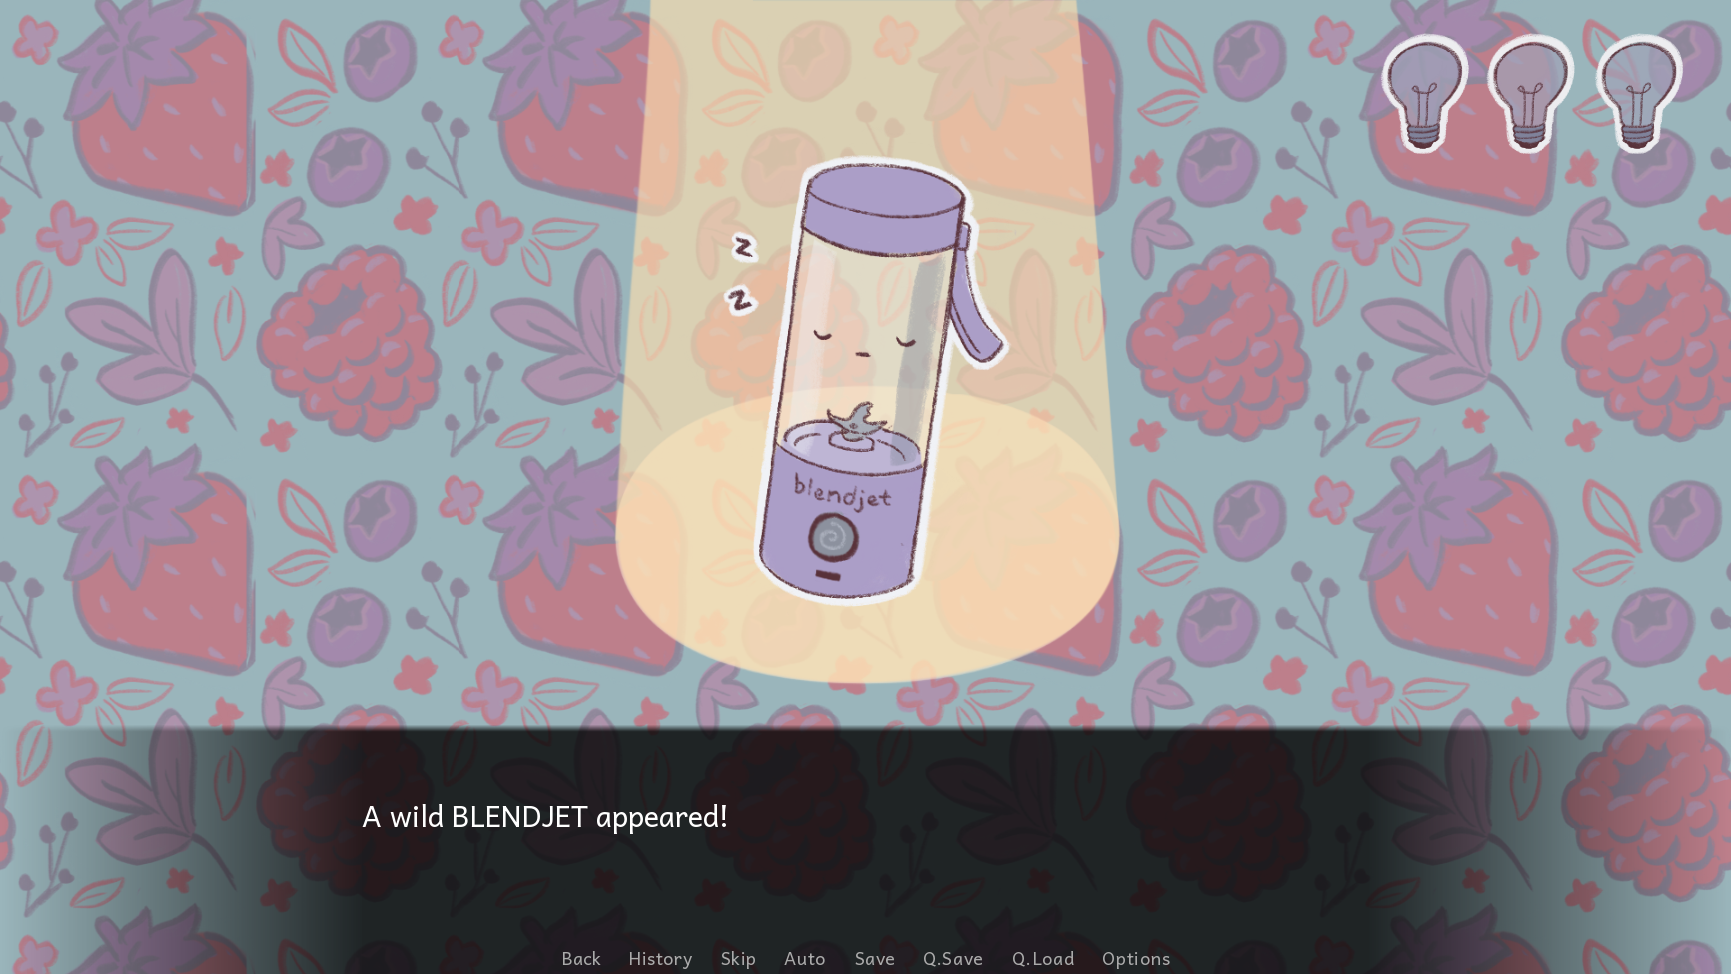 z
z
blendjet
A wild BLENDJET appeared!
Back History Skip Auto Save Q.Save Q.Load Options